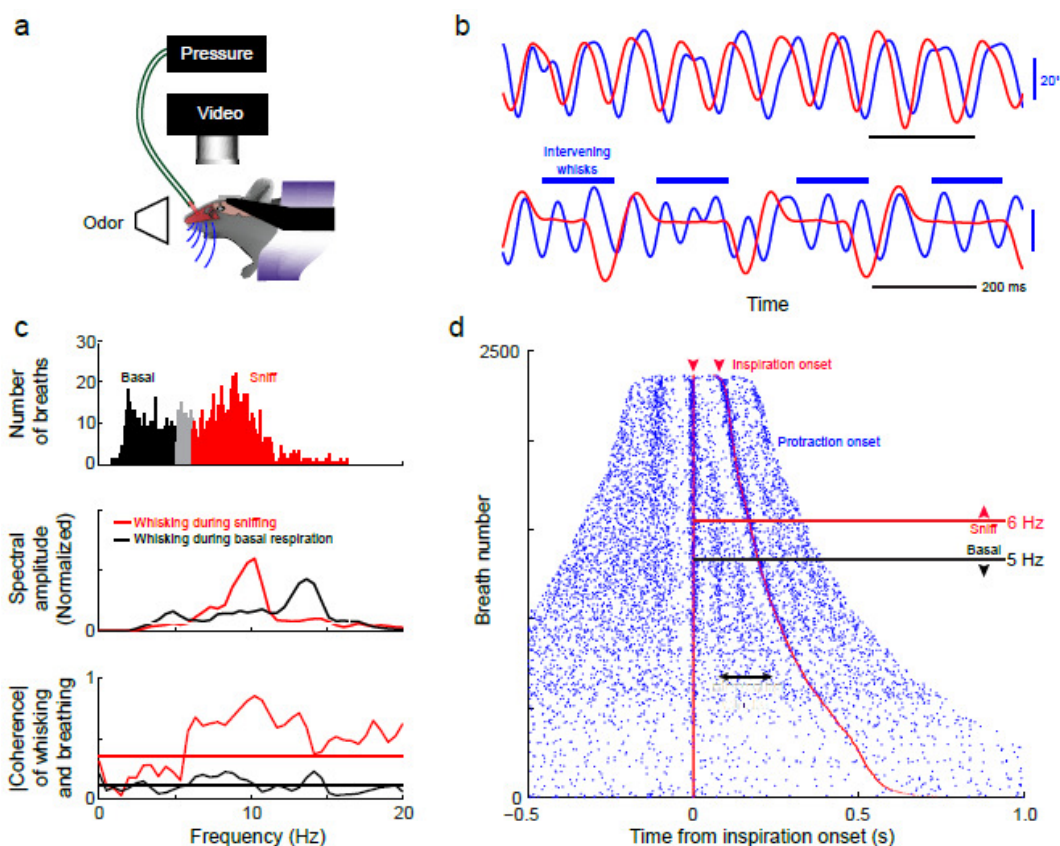 a
Pressure
Video
Odor
b
20°
Intervening
whisks
200 ms
Time
c
Number
of breaths
30
20
10
0
Basal
Sniff
Spectral
amplitude
(Normalized)
0
Whisking during sniffing
Whisking during basal respiration
|Coherence|
of whisking
and breathing
1
0
0
10
20
Frequency (Hz)
d
Breath number
2500
0
Inspiration onset
Protraction onset
6 Hz
Sniff
Basal
5 Hz
−0.5
0
0.5
1.0
Time from inspiration onset (s)